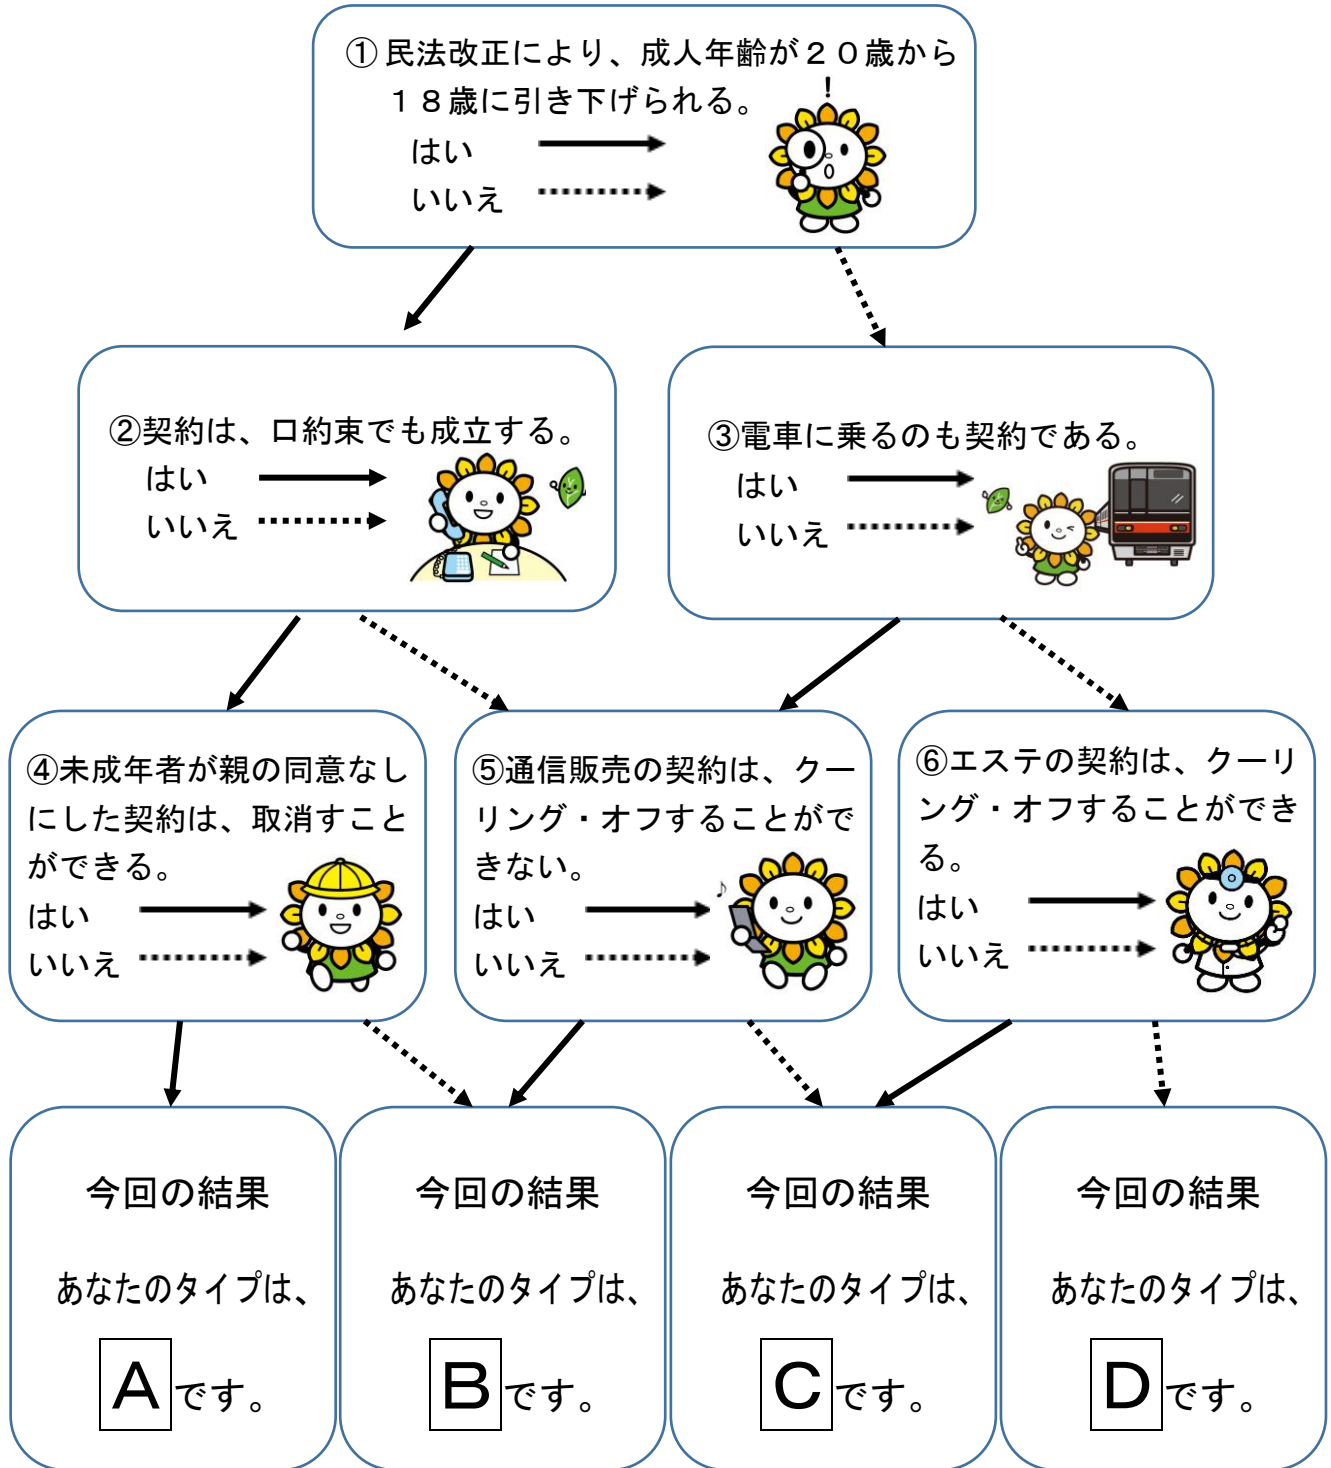 ①民法改正により、成人年齢が２０歳から
１８歳に引き下げられる。
はい
いいえ
!
②契約は、口約束でも成立する。
はい
いいえ
③電車に乗るのも契約である。
はい
いいえ
④未成年者が親の同意なし
にした契約は、取消すこと
ができる。
はい
いいえ
⑤通信販売の契約は、クー
リング・オフすることがで
きない。
はい
いいえ
♪
⑥エステの契約は、クーリ
ング・オフすることができ
る。
はい
いいえ
今回の結果
あなたのタイプは、
Ａです。
今回の結果
あなたのタイプは、
Ｂです。
今回の結果
あなたのタイプは、
Ｃです。
今回の結果
あなたのタイプは、
Ｄです。